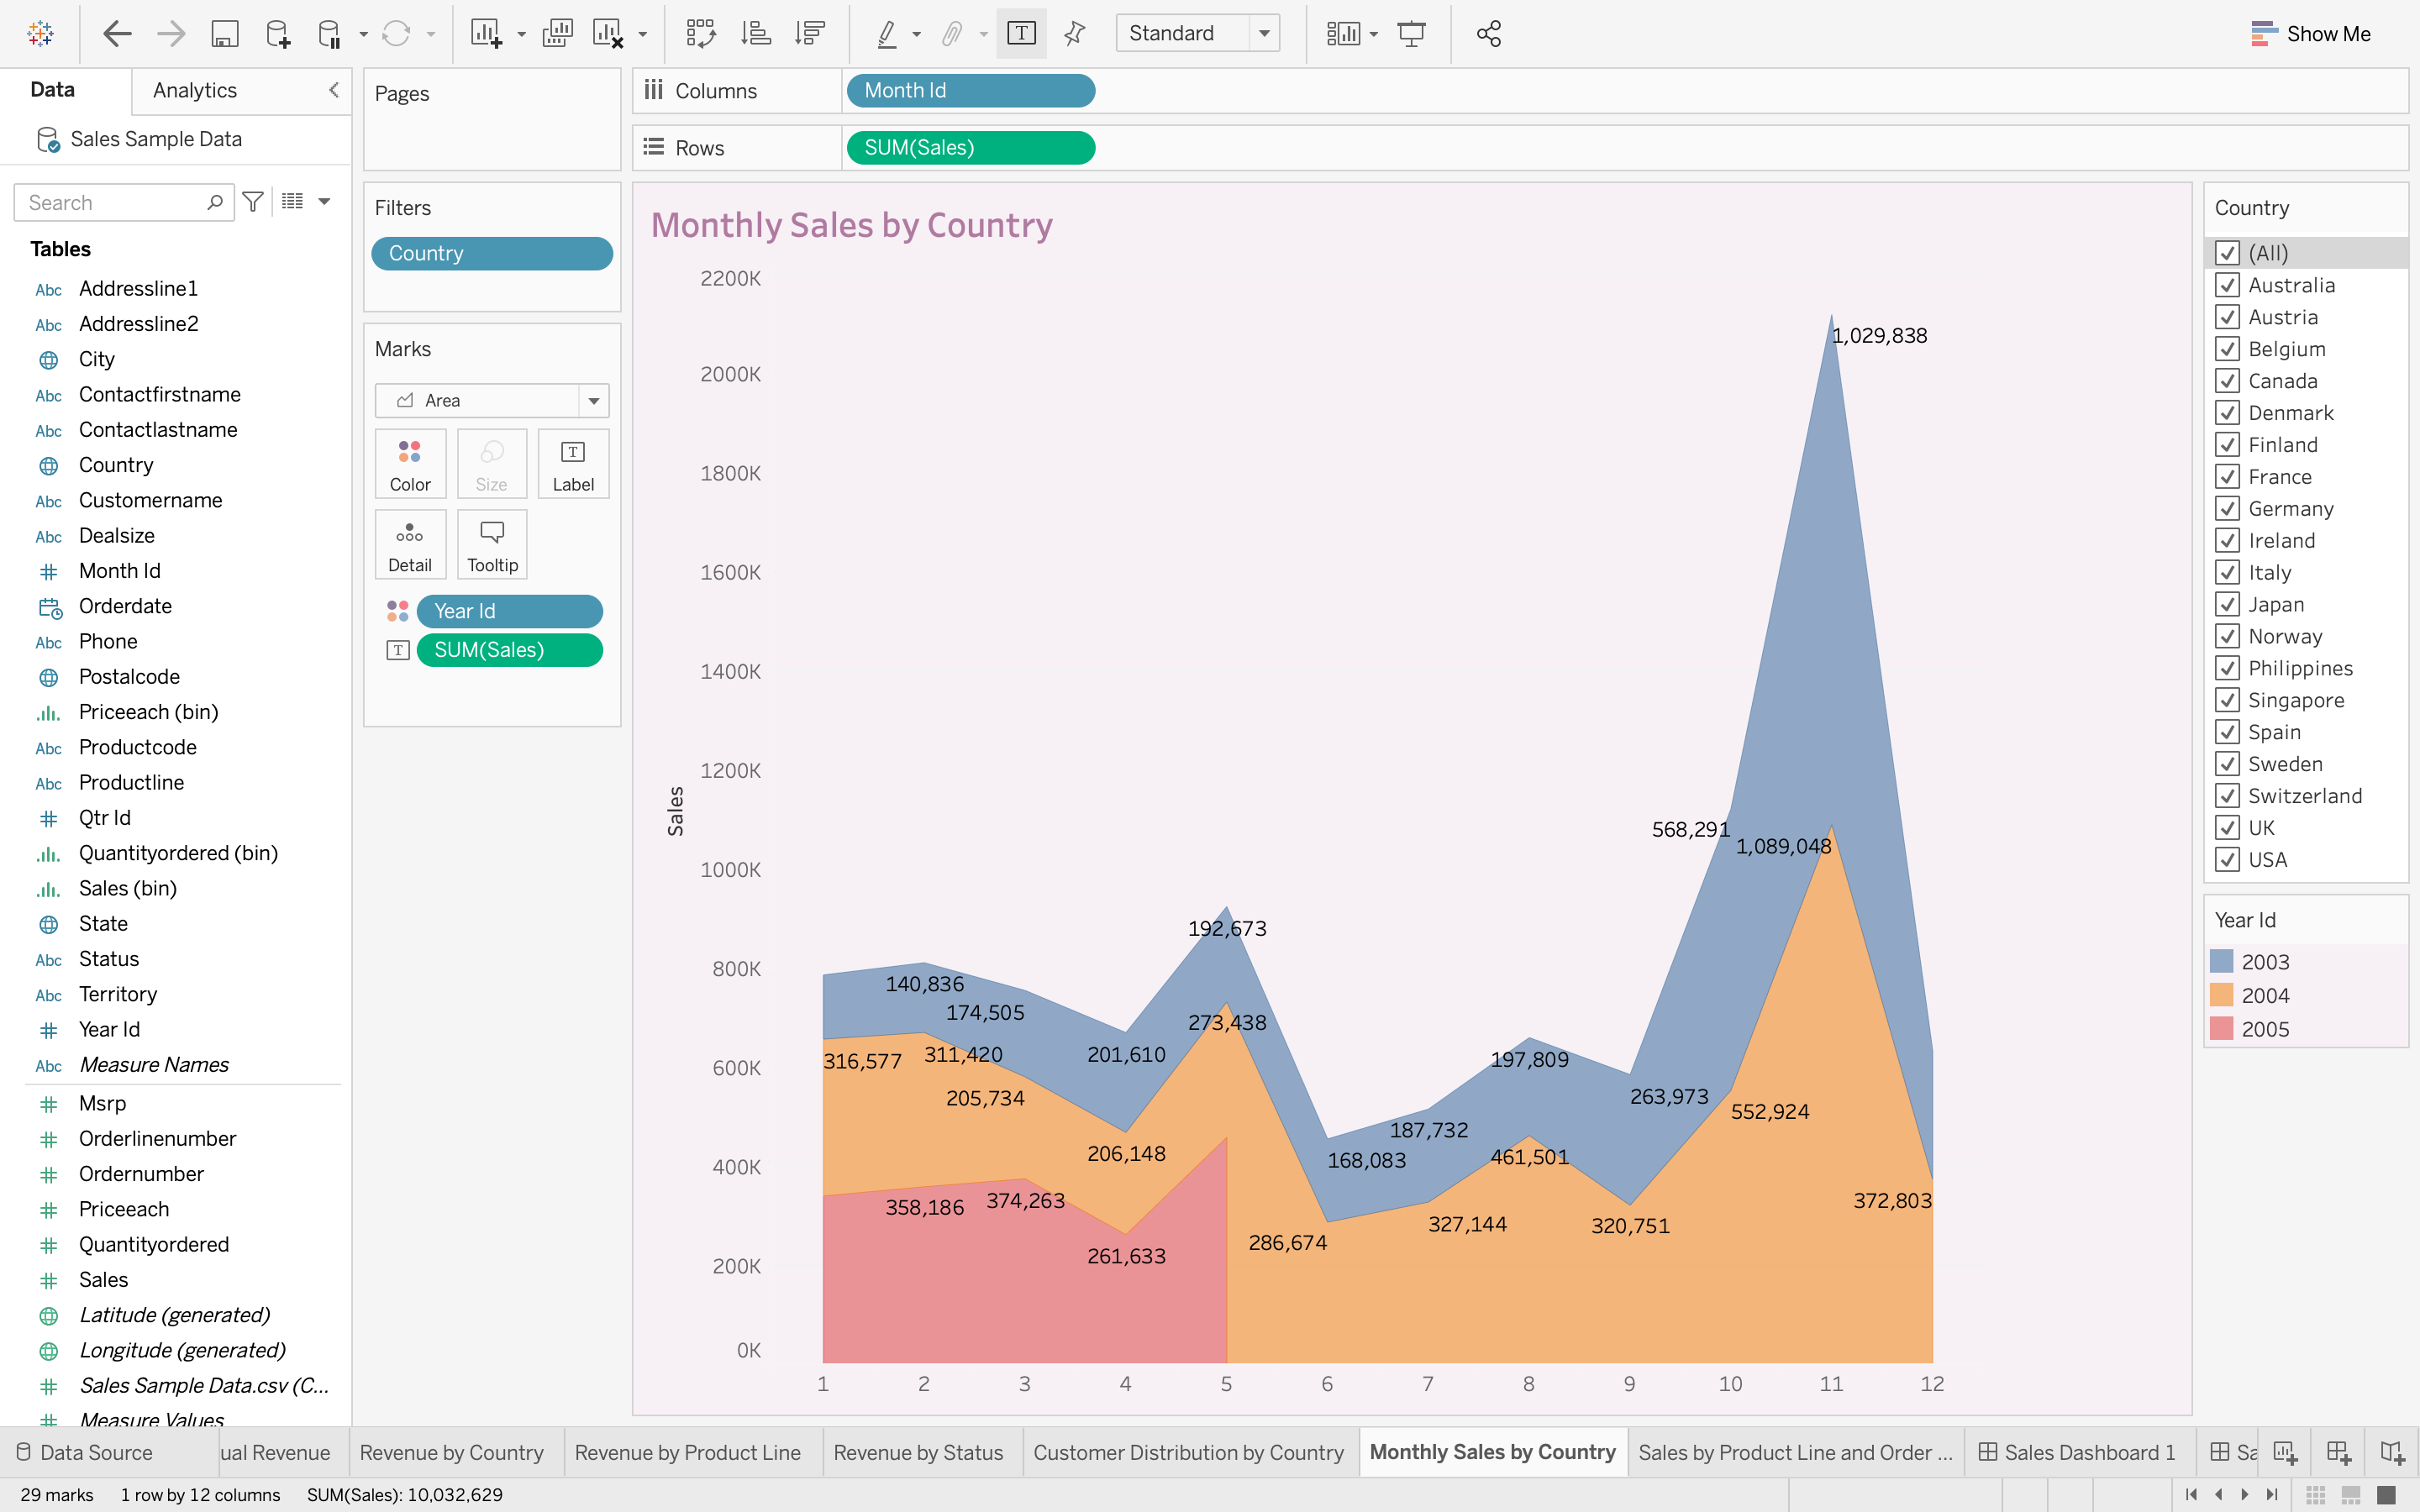 Standard
Show Me
Data
Analytics
Sales Sample Data
Search
Tables
Abc Addressline1
Abc Addressline2
City
Abc Contactfirstname
Abc Contactlastname
Country
Abc Customername
Abc Dealsize
Month Id
Orderdate
Abc Phone
Postalcode
Priceeach (bin)
Abc Productcode
Abc Productline
Qtr Id
Quantityordered (bin)
Sales (bin)
State
Abc Status
Abc Territory
Year Id
Abc Measure Names
Msrp
Orderlinenumber
Ordernumber
Priceeach
Quantityordered
Sales
Latitude (generated)
Longitude (generated)
Sales Sample Data.csv (C...
Measure Values
Pages
Filters
Country
Marks
Area
Color
Size
Label
Detail
Tooltip
Year Id
SUM(Sales)
Columns
Month Id
Rows
SUM(Sales)
Monthly Sales by Country
Sales
2200K
2000K
1800K
1600K
1400K
1200K
1000K
800K
600K
400K
200K
0K
1,029,838
568,291
1,089,048
192,673
140,836
174,505
273,438
201,610
316,577
311,420
197,809
205,734
263,973
552,924
187,732
206,148
168,083
461,501
358,186
374,263
372,803
327,144
320,751
286,674
261,633
1 2 3 4 5 6 7 8 9 10 11 12
Country
(All)
Australia
Austria
Belgium
Canada
Denmark
Finland
France
Germany
Ireland
Italy
Japan
Norway
Philippines
Singapore
Spain
Sweden
Switzerland
UK
USA
Year Id
2003
2004
2005
Data Source
ual Revenue
Revenue by Country
Revenue by Product Line
Revenue by Status
Customer Distribution by Country
Monthly Sales by Country
Sales by Product Line and Order ...
Sales Dashboard 1
Sa
29 marks
1 row by 12 columns
SUM(Sales): 10,032,629